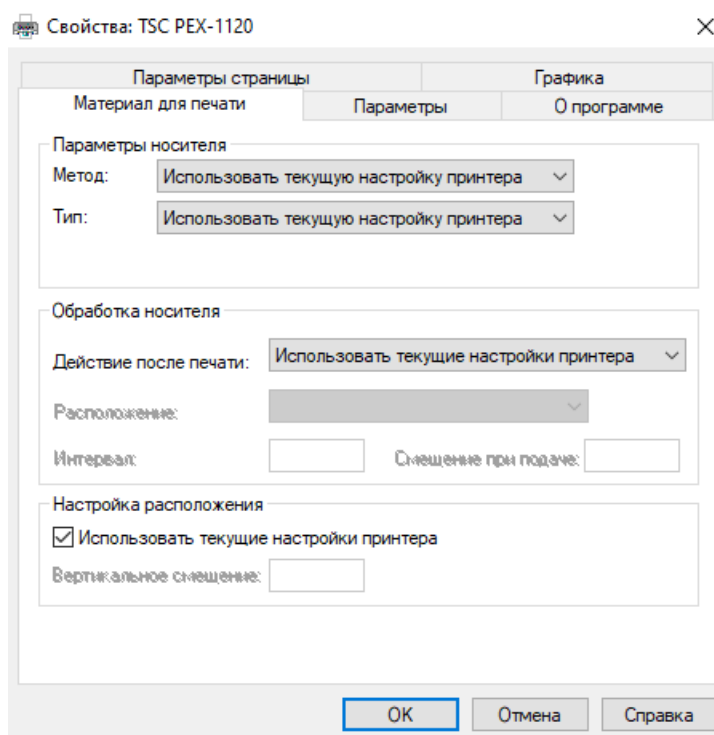 Свойства: TSC PEX-1120
Параметры страницы Графика
Материал для печати Параметры О программе
Параметры носителя
Метод: Использовать текущую настройку принтера
Тип: Использовать текущую настройку принтера
Обработка носителя
Действие после печати: Использовать текущие настройки принтера
Расположение:
Интервал: Смещение при подаче:
Настройка расположения
Использовать текущие настройки принтера
Вертикальное смещение:
OK Отмена Справка